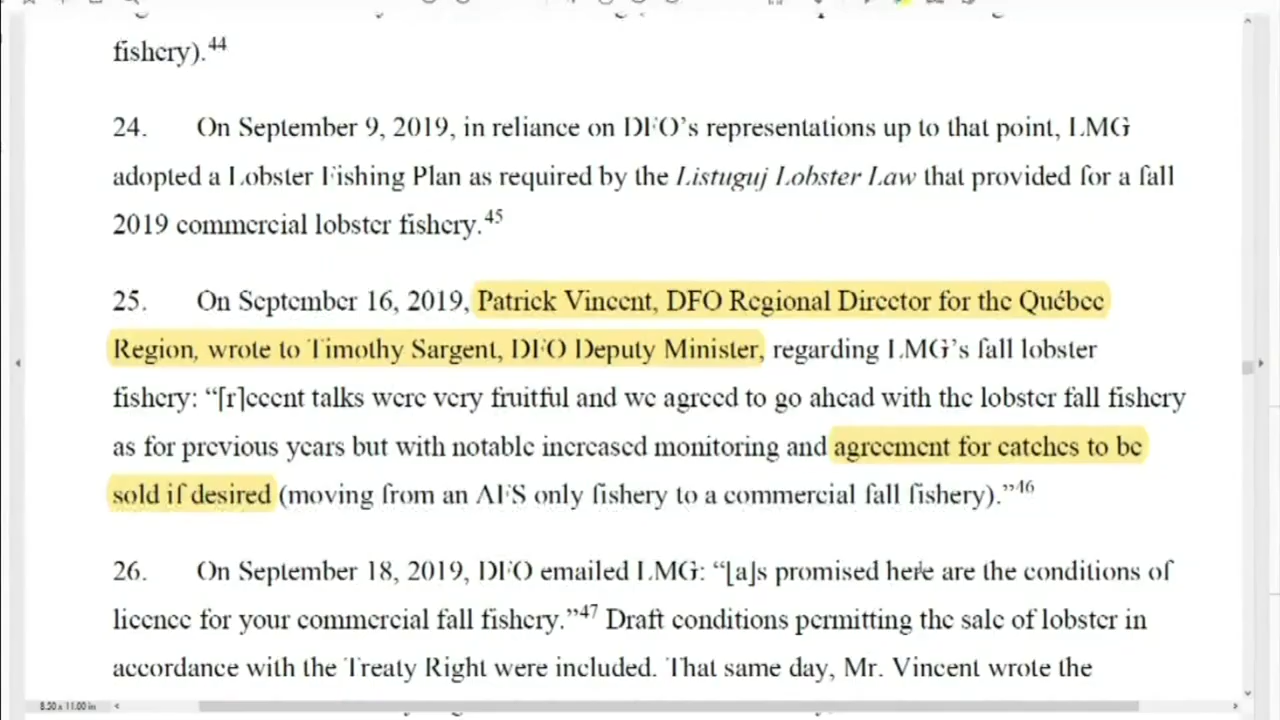 fishery).44
24. On September 9, 2019, in reliance on DFO's representations up to that point, LMG
adopted a Lobster Fishing Plan as required by the Listuguj Lobster Law that provided for a fall
2019 commercial lobster fishery.45
25. On September 16, 2019, Patrick Vincent, DFO Regional Director for the Québec
Region, wrote to Timothy Sargent, DFO Deputy Minister, regarding LMG's fall lobster
fishery: “[r]ecent talks were very fruitful and we agreed to go ahead with the lobster fall fishery
as for previous years but with notable increased monitoring and agreement for catches to be
sold if desired (moving from an AFS only fishery to a commercial fall fishery).”46
26. On September 18, 2019, DFO emailed LMG: “[a]s promised here are the conditions of
licence for your commercial fall fishery.”47 Draft conditions permitting the sale of lobster in
accordance with the Treaty Right were included. That same day, Mr. Vincent wrote the
8.50 x 11.00 in